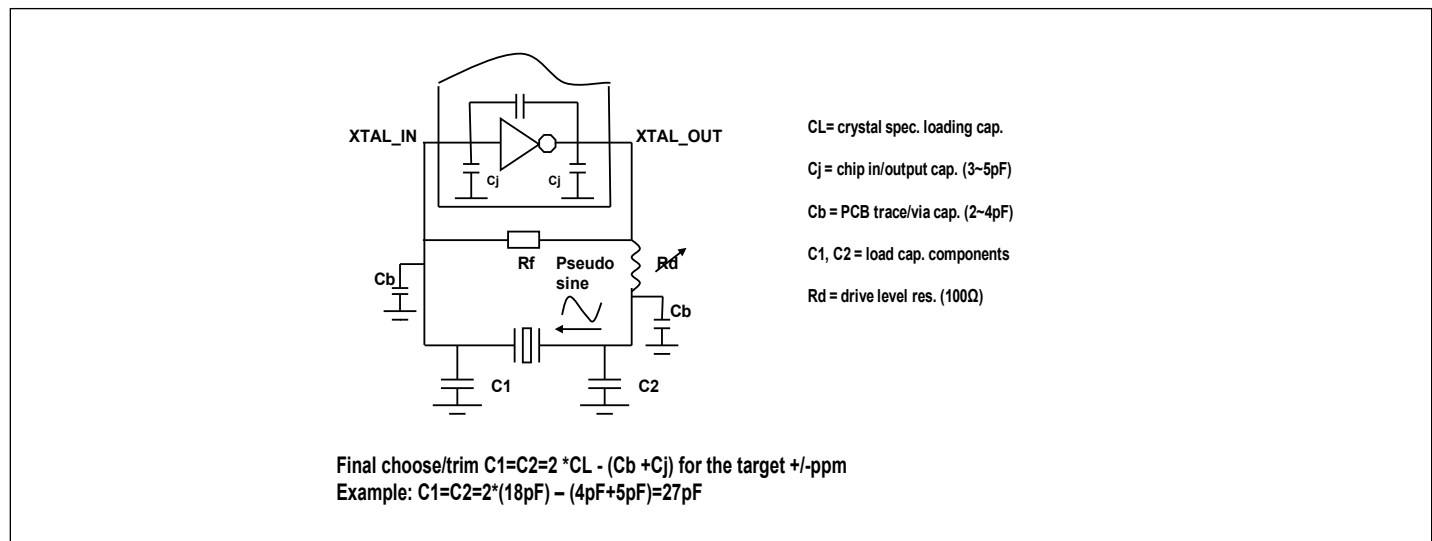 XTAL_IN
XTAL_OUT
Cj
Cj
Rf
Pseudo
sine
Rd
Cb
Cb
C1
C2
CL= crystal spec. loading cap.
Cj = chip in/output cap. (3~5pF)
Cb = PCB trace/via cap. (2~4pF)
C1, C2 = load cap. components
Rd = drive level res. (100Ω)
Final choose/trim C1=C2=2 *CL - (Cb +Cj) for the target +/-ppm
Example: C1=C2=2*(18pF) – (4pF+5pF)=27pF